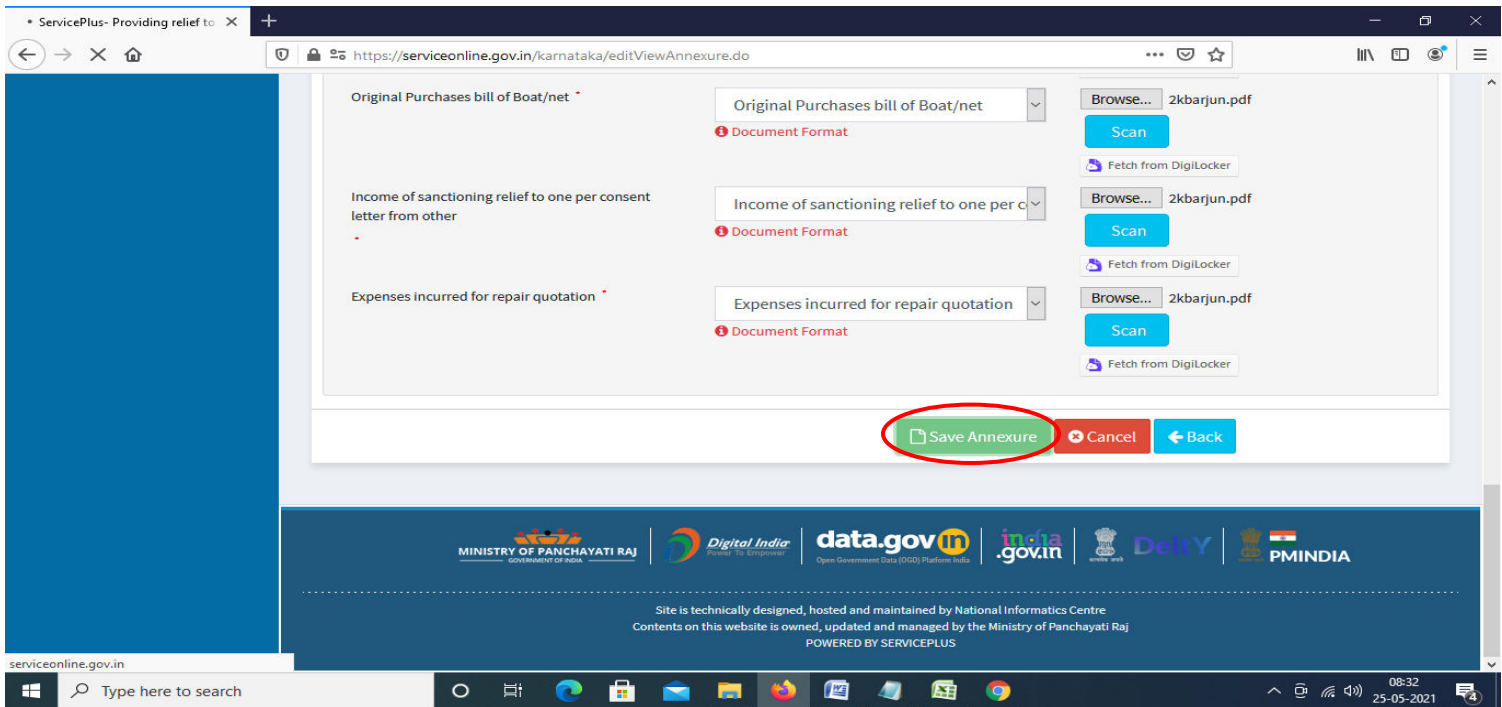 ServicePlus- Providing relief to
https://serviceonline.gov.in/karnataka/editViewAnnexure.do
Original Purchases bill of Boat/net *
Original Purchases bill of Boat/net
Browse... 2kbarjun.pdf
Document Format
Scan
Fetch from DigiLocker
Income of sanctioning relief to one per consent
letter from other
*
Income of sanctioning relief to one per c
Browse... 2kbarjun.pdf
Document Format
Scan
Fetch from DigiLocker
Expenses incurred for repair quotation *
Expenses incurred for repair quotation
Browse... 2kbarjun.pdf
Document Format
Scan
Fetch from DigiLocker
Save Annexure Cancel Back
MINISTRY OF PANCHAYATI RAJ
GOVERNMENT OF INDIA
Digital India
Power To Empower
data.gov in
Open Government Data (OGD) Platform India
india
.gov.in
सत्यमेव जयते
DeitY
PMINDIA
Site is technically designed, hosted and maintained by National Informatics Centre
Contents on this website is owned, updated and managed by the Ministry of Panchayati Raj
POWERED BY SERVICEPLUS
serviceonline.gov.in
Type here to search
08:32
25-05-2021
4